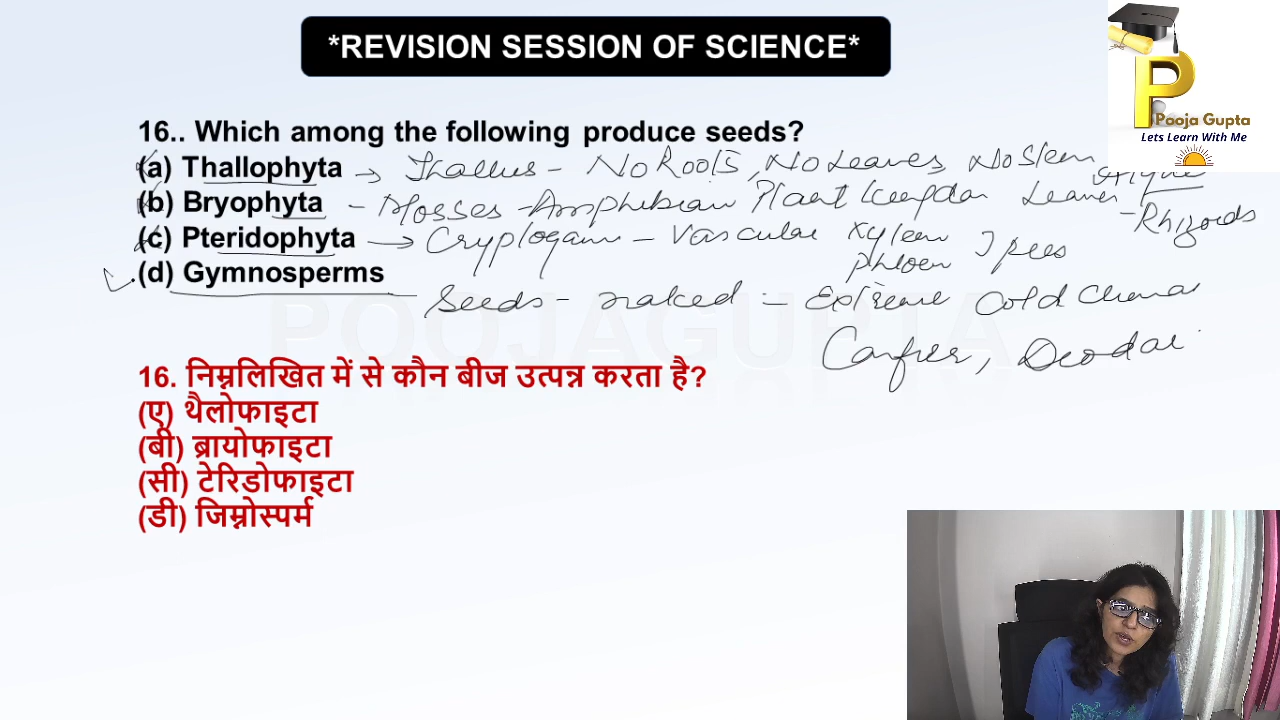 *REVISION SESSION OF SCIENCE*
Pooja Gupta
Lets Learn With Me
16.. Which among the following produce seeds?
(a) Thallophyta → Thallus - No Roots, No Leaves, No Stem
(b) Bryophyta - Mosses - Amphibian Plant Leaves - Rhizoids
(c) Pteridophyta → Cryptogam - Vascular Xylem
Phloem
(d) Gymnosperms
Seeds - naked - Extreme Cold
Deodar
POOJAGUPTA
16. निम्नलिखित में से कौन बीज उत्पन्न करता है?
(ए) थैलोफाइटा
(बी) ब्रायोफाइटा
(सी) टेरिडोफाइटा
(डी) जिम्नोस्पर्म